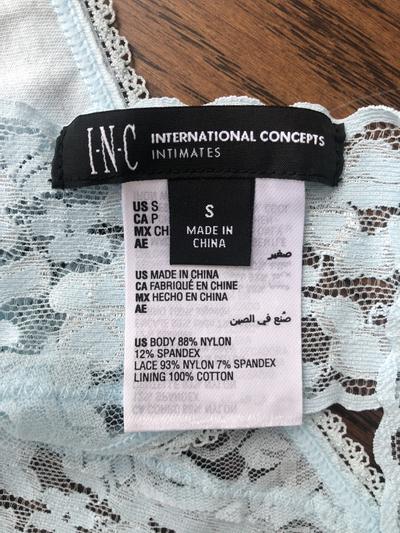 I·N·C INTERNATIONAL CONCEPTS
INTIMATES
S
MADE IN
CHINA
US S
CA P
MX CH
AE
صغير
US MADE IN CHINA
CA FABRIQUÉ EN CHINE
MX HECHO EN CHINA
AE
صُنع في الصين
US BODY 88% NYLON
12% SPANDEX
LACE 93% NYLON 7% SPANDEX
LINING 100% COTTON